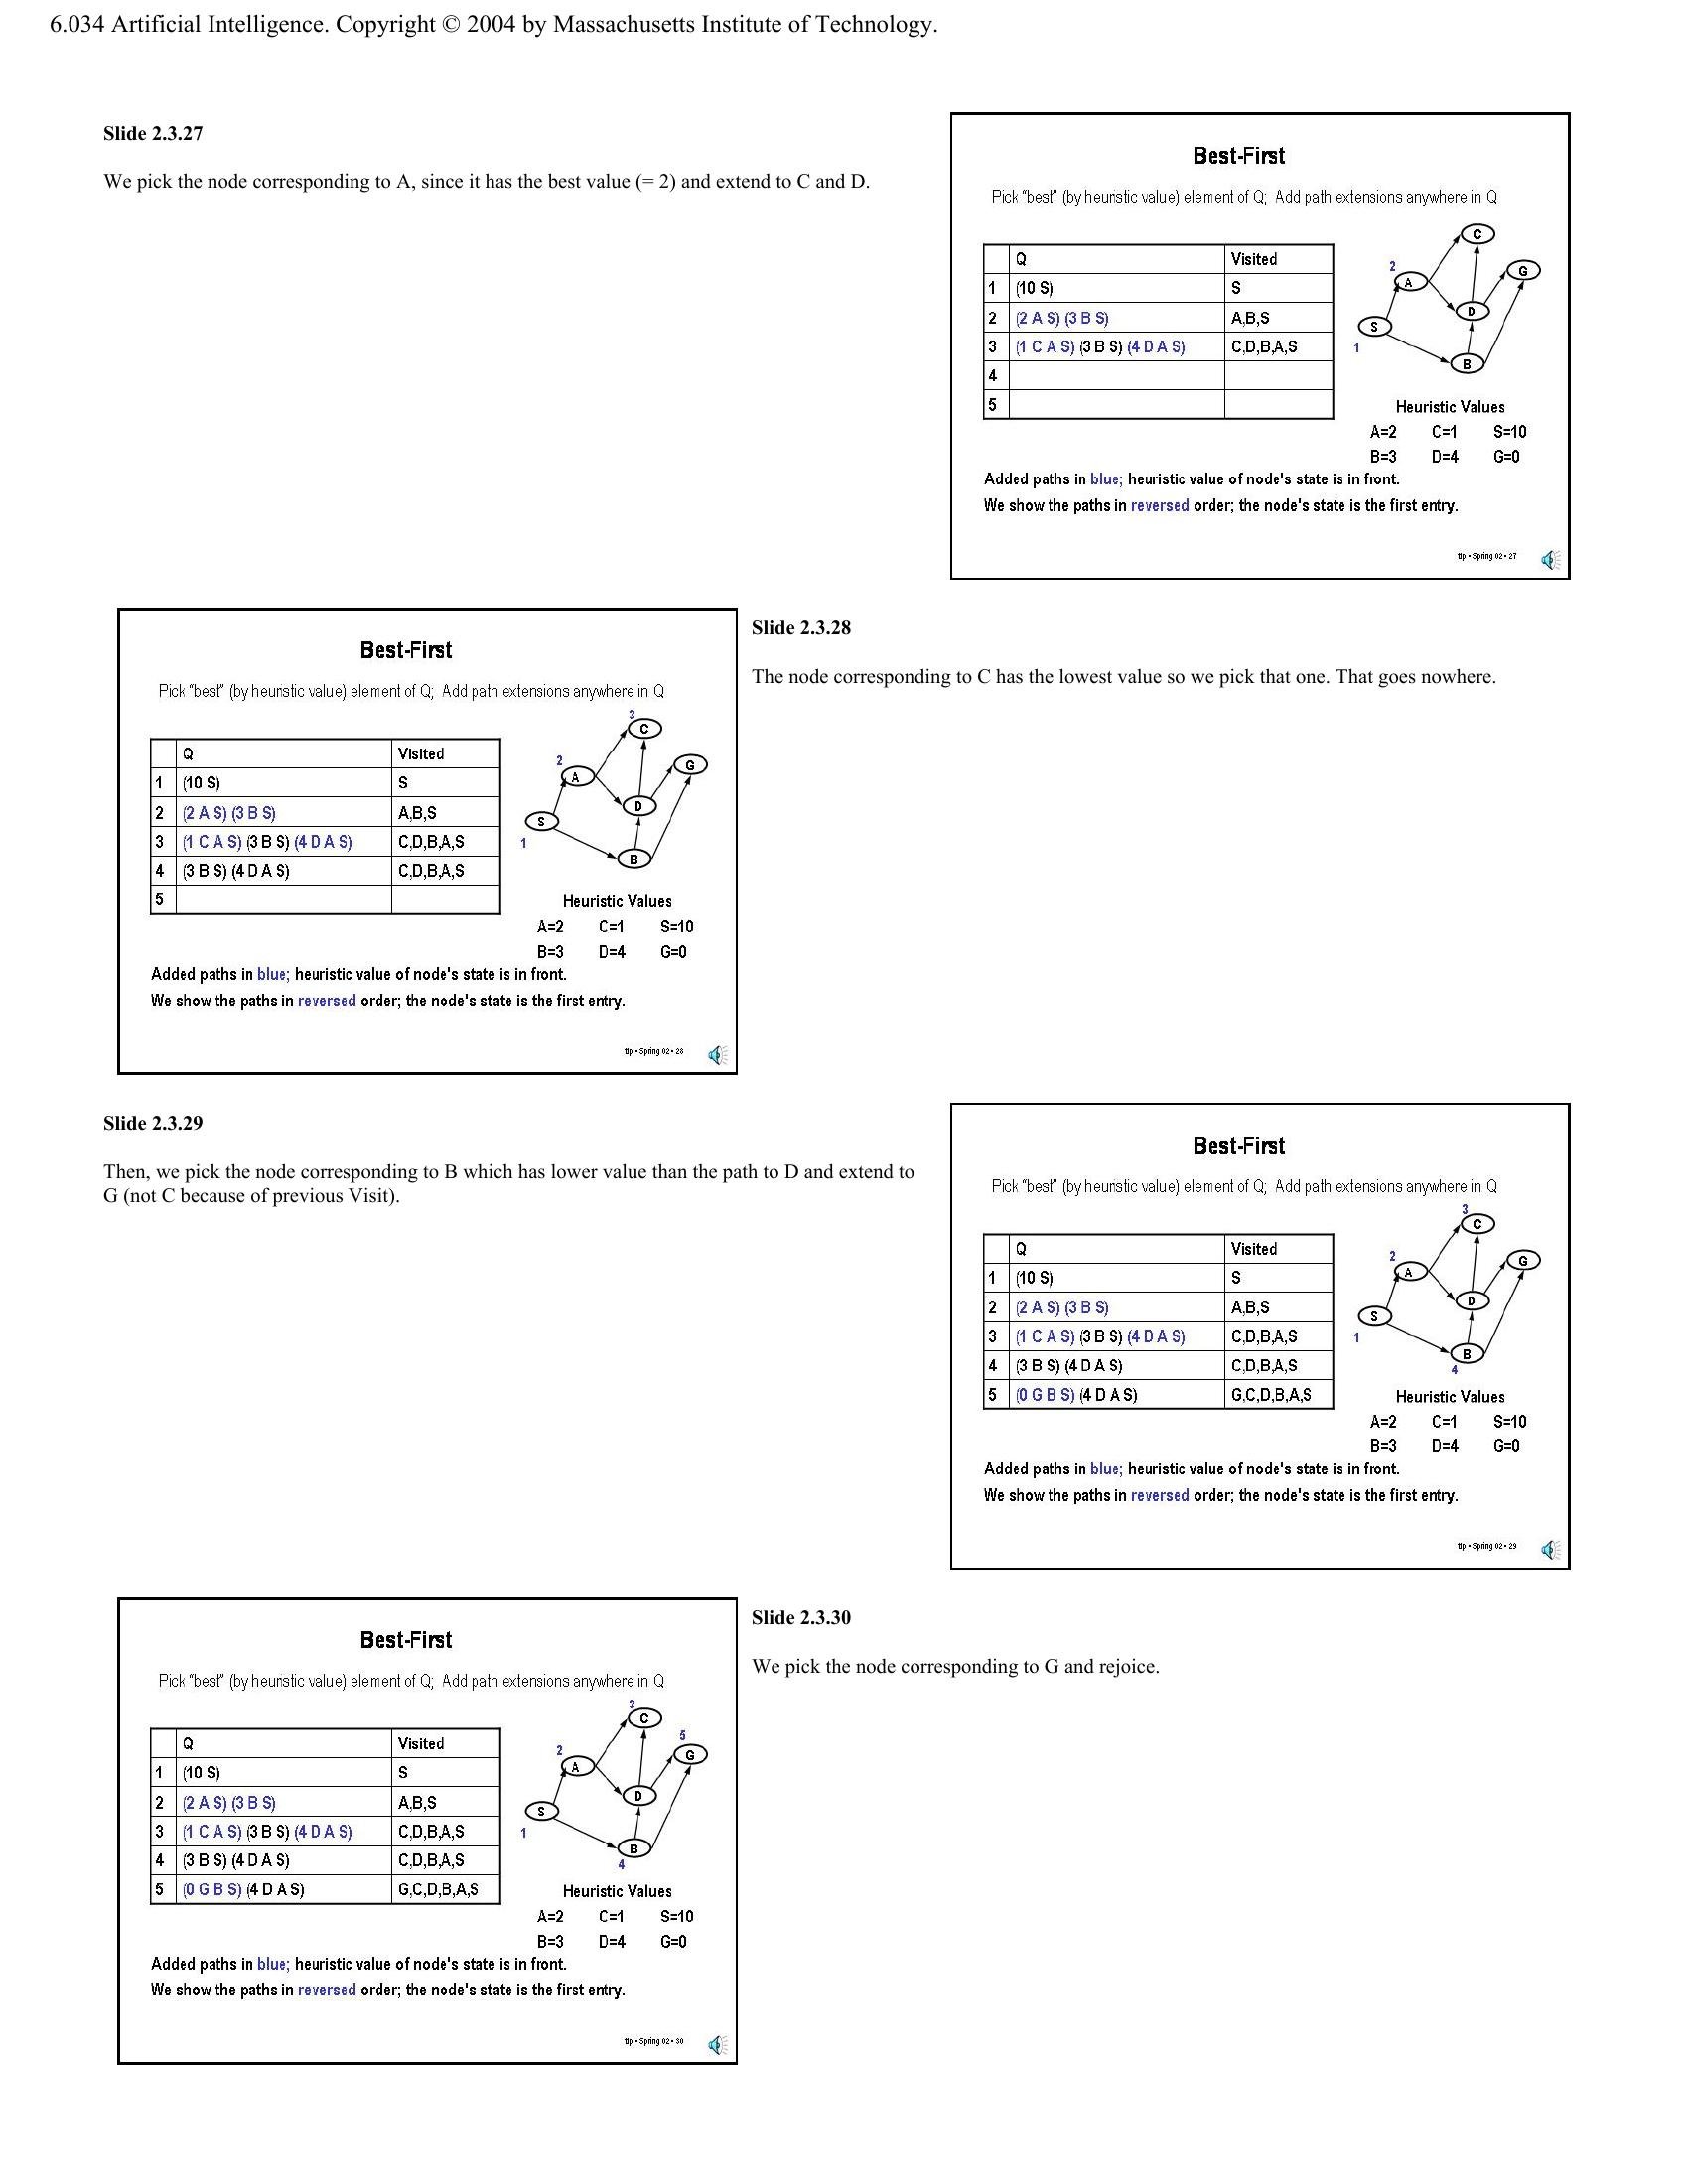 6.034 Artificial Intelligence. Copyright © 2004 by Massachusetts Institute of Technology.
Slide 2.3.27
We pick the node corresponding to A, since it has the best value (= 2) and extend to C and D.
Best-First
Pick "best" (by heuristic value) element of Q; Add path extensions anywhere in Q
Q Visited
1 (10 S) S
2 (2 A S) (3 B S) A,B,S
3 (1 C A S) (3 B S) (4 D A S) C,D,B,A,S
4
5
C
2
G
A
D
S
1
B
Heuristic Values
A=2 C=1 S=10
B=3 D=4 G=0
Added paths in blue; heuristic value of node's state is in front.
We show the paths in reversed order; the node's state is the first entry.
tlp • Spring 02 • 27
Slide 2.3.28
The node corresponding to C has the lowest value so we pick that one. That goes nowhere.
Best-First
Pick "best" (by heuristic value) element of Q; Add path extensions anywhere in Q
Q Visited
1 (10 S) S
2 (2 A S) (3 B S) A,B,S
3 (1 C A S) (3 B S) (4 D A S) C,D,B,A,S
4 (3 B S) (4 D A S) C,D,B,A,S
5
3
C
2
G
A
D
S
1
B
Heuristic Values
A=2 C=1 S=10
B=3 D=4 G=0
Added paths in blue; heuristic value of node's state is in front.
We show the paths in reversed order; the node's state is the first entry.
tlp • Spring 02 • 28
Slide 2.3.29
Then, we pick the node corresponding to B which has lower value than the path to D and extend to
G (not C because of previous Visit).
Best-First
Pick "best" (by heuristic value) element of Q; Add path extensions anywhere in Q
Q Visited
1 (10 S) S
2 (2 A S) (3 B S) A,B,S
3 (1 C A S) (3 B S) (4 D A S) C,D,B,A,S
4 (3 B S) (4 D A S) C,D,B,A,S
5 (0 G B S) (4 D A S) G,C,D,B,A,S
3
C
2
G
A
D
S
1
B
4
Heuristic Values
A=2 C=1 S=10
B=3 D=4 G=0
Added paths in blue; heuristic value of node's state is in front.
We show the paths in reversed order; the node's state is the first entry.
tlp • Spring 02 • 29
Slide 2.3.30
We pick the node corresponding to G and rejoice.
Best-First
Pick "best" (by heuristic value) element of Q; Add path extensions anywhere in Q
Q Visited
1 (10 S) S
2 (2 A S) (3 B S) A,B,S
3 (1 C A S) (3 B S) (4 D A S) C,D,B,A,S
4 (3 B S) (4 D A S) C,D,B,A,S
5 (0 G B S) (4 D A S) G,C,D,B,A,S
3
C
5
2
G
A
D
S
1
B
4
Heuristic Values
A=2 C=1 S=10
B=3 D=4 G=0
Added paths in blue; heuristic value of node's state is in front.
We show the paths in reversed order; the node's state is the first entry.
tlp • Spring 02 • 30